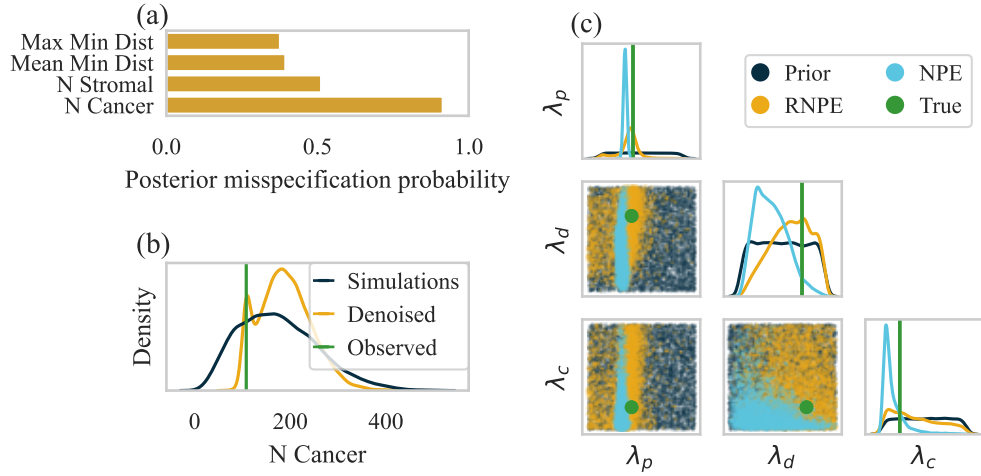 (a)
Max Min Dist
Mean Min Dist
N Stromal
N Cancer
0.0 0.5 1.0
Posterior misspecification probability
(b)
Density
Simulations
Denoised
Observed
0 200 400
N Cancer
(c)
Prior NPE
RNPE True
λp
λd
λc
λp λd λc